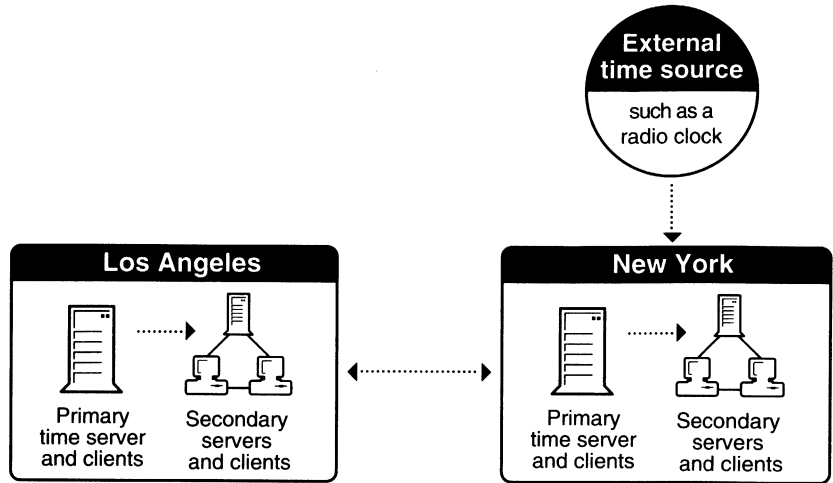 External
time source
such as a
radio clock
Los Angeles
Primary
time server
and clients
Secondary
servers
and clients
New York
Primary
time server
and clients
Secondary
servers
and clients